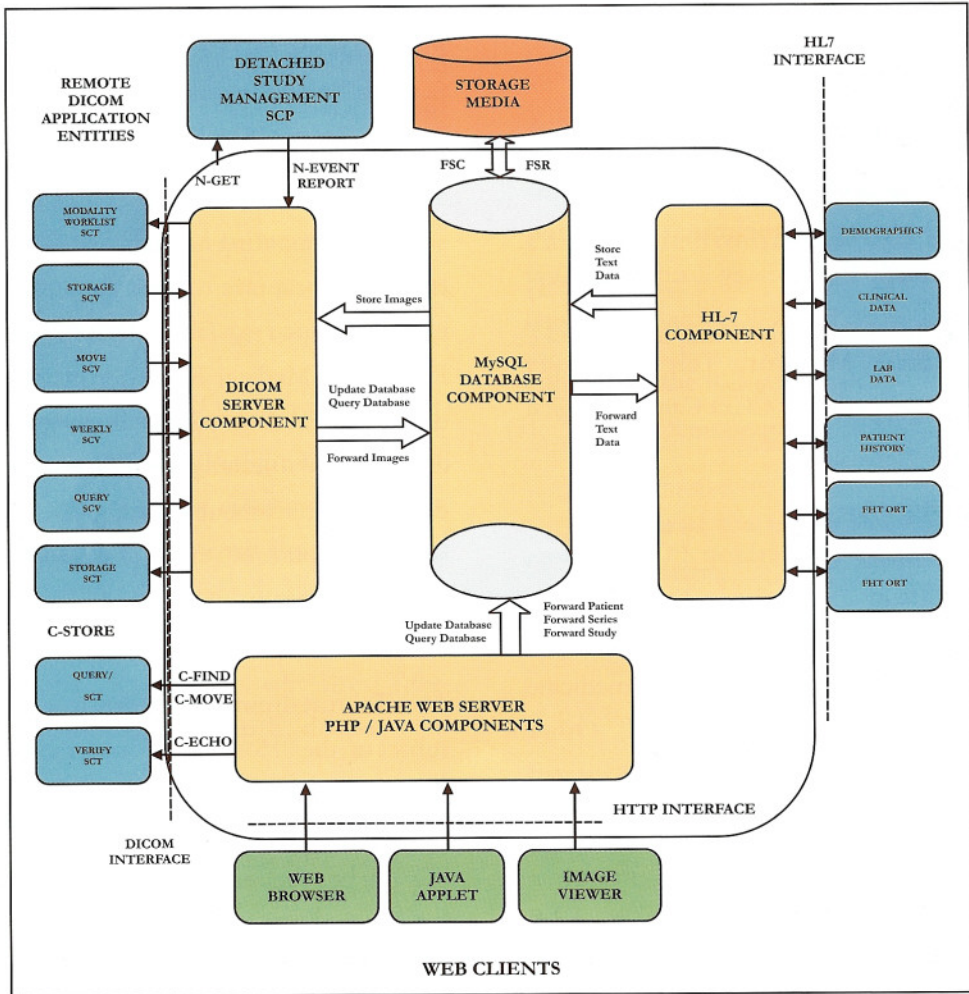 DETACHED
STUDY
MANAGEMENT
SCP
STORAGE
MEDIA
HL7
INTERFACE
REMOTE
DICOM
APPLICATION
ENTITIES
N-GET
N-EVENT
REPORT
FSC
FSR
MODALITY
WORKLIST
SCT
STORAGE
SCV
MOVE
SCV
WEEKLY
SCV
QUERY
SCV
STORAGE
SCT
C-STORE
QUERY/
SCT
VERIFY
SCT
DICOM
SERVER
COMPONENT
Store Images
Update Database
Query Database
Forward Images
MySQL
DATABASE
COMPONENT
Store
Text
Data
Forward
Text
Data
HL-7
COMPONENT
DEMOGRAPHICS
CLINICAL
DATA
LAB
DATA
PATIENT
HISTORY
FHT ORT
FHT ORT
Update Database
Query Database
Forward Patient
Forward Series
Forward Study
C-FIND
C-MOVE
C-ECHO
APACHE WEB SERVER
PHP / JAVA COMPONENTS
HTTP INTERFACE
DICOM
INTERFACE
WEB
BROWSER
JAVA
APPLET
IMAGE
VIEWER
WEB CLIENTS